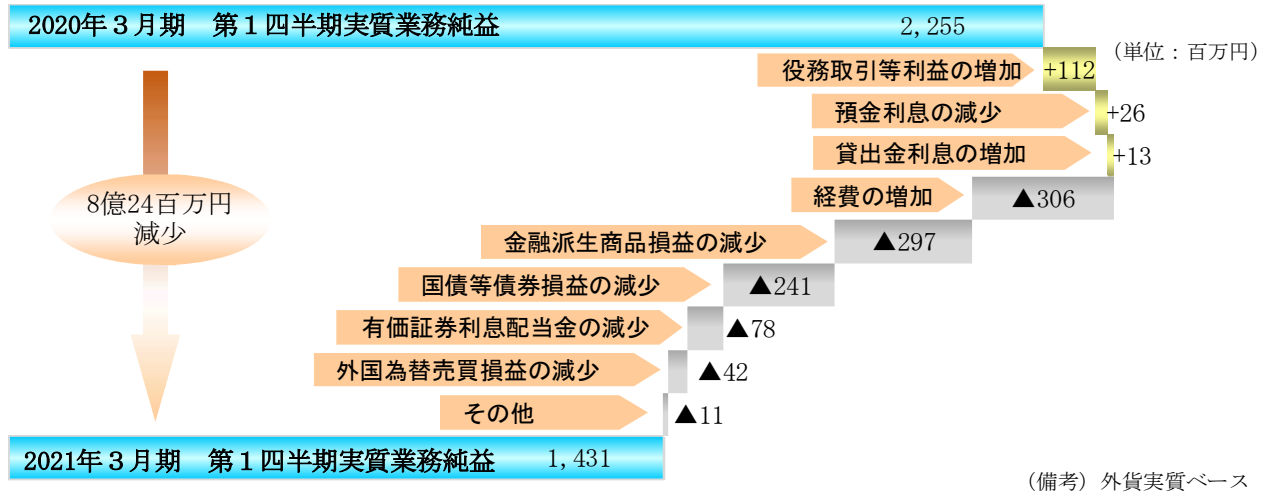 2020年３月期　第１四半期実質業務純益　2,255
（単位：百万円）
役務取引等利益の増加　+112
預金利息の減少　+26
貸出金利息の増加　+13
経費の増加　▲306
8億24百万円
減少
金融派生商品損益の減少　▲297
国債等債券損益の減少　▲241
有価証券利息配当金の減少　▲78
外国為替売買損益の減少　▲42
その他　▲11
2021年３月期　第１四半期実質業務純益　1,431
（備考）外貨実質ベース